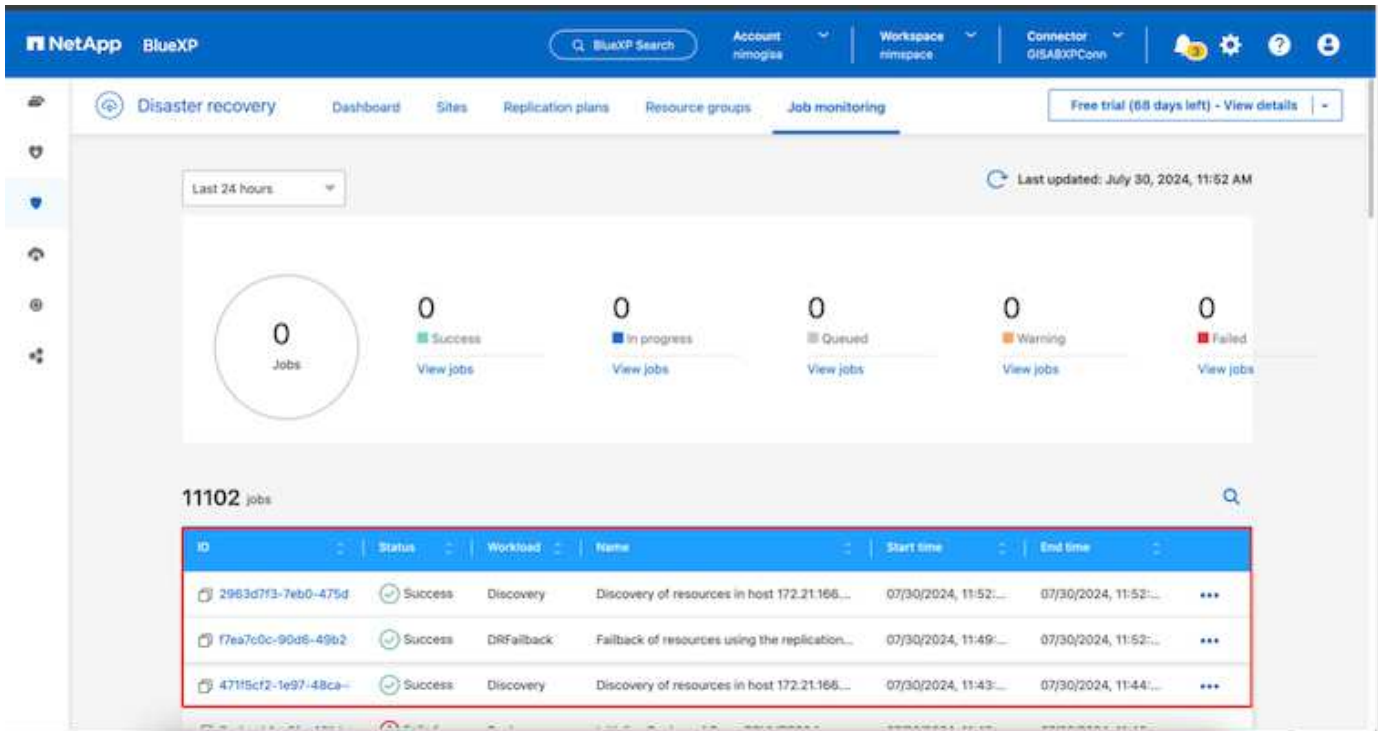 NetApp BlueXP BlueXP Search Account Workspace Connector
nimogisa nimspace GISABXPConn 3
Disaster recovery Dashboard Sites Replication plans Resource groups Job monitoring Free trial (68 days left) - View details
Last 24 hours Last updated: July 30, 2024, 11:52 AM
0 0 0 0 0 0
Jobs Success In progress Queued Warning Failed
View jobs View jobs View jobs View jobs View jobs
11102 jobs
ID Status Workload Name Start time End time
2963d7f3-7eb0-475d Success Discovery Discovery of resources in host 172.21.166.... 07/30/2024, 11:52:... 07/30/2024, 11:52:...
f7ea7c0c-90d6-49b2 Success DRFailback Failback of resources using the replication... 07/30/2024, 11:49:... 07/30/2024, 11:52:...
471f5cf2-1e97-48ca- Success Discovery Discovery of resources in host 172.21.166.... 07/30/2024, 11:43:... 07/30/2024, 11:44:...